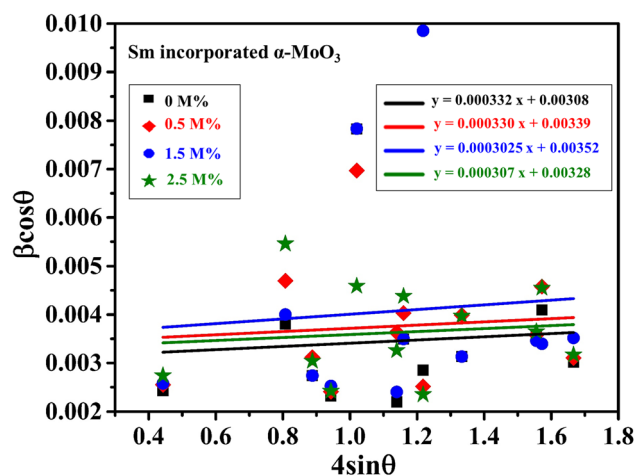 0.010
0.009
0.008
0.007
0.006
0.005
0.004
0.003
0.002
βcosθ
Sm incorporated α-MoO3
0 M%
0.5 M%
1.5 M%
2.5 M%
y = 0.000332 x + 0.00308
y = 0.000330 x + 0.00339
y = 0.0003025 x + 0.00352
y = 0.000307 x + 0.00328
0.4 0.6 0.8 1.0 1.2 1.4 1.6 1.8
4sinθ